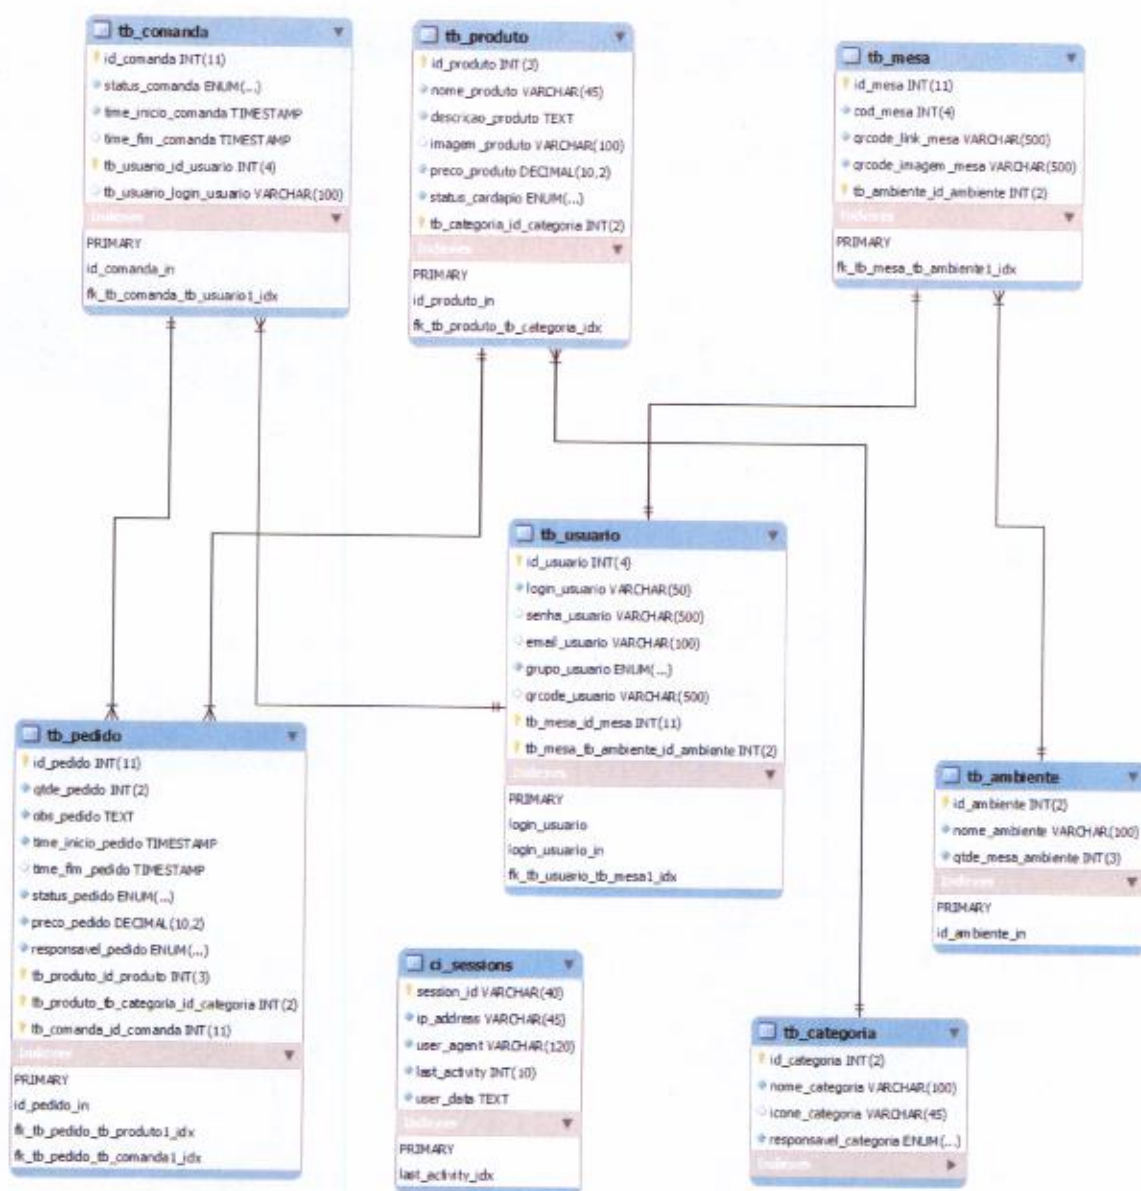 tb_comanda
id_comanda INT(11)
status_comanda ENUM(...)
time_inicio_comanda TIMESTAMP
time_fim_comanda TIMESTAMP
tb_usuario_id_usuario INT(4)
tb_usuario_login_usuario VARCHAR(100)
Indexes
PRIMARY
id_comanda_in
fk_tb_comanda_tb_usuario1_idx
tb_produto
id_produto INT(3)
nome_produto VARCHAR(45)
descricao_produto TEXT
imagem_produto VARCHAR(100)
preco_produto DECIMAL(10,2)
status_cardapio ENUM(...)
tb_categoria_id_categoria INT(2)
Indexes
PRIMARY
id_produto_in
fk_tb_produto_tb_categoria_idx
tb_mesa
id_mesa INT(11)
cod_mesa INT(4)
qrcode_link_mesa VARCHAR(500)
qrcode_imagem_mesa VARCHAR(500)
tb_ambiente_id_ambiente INT(2)
Indexes
PRIMARY
fk_tb_mesa_tb_ambiente1_idx
tb_usuario
id_usuario INT(4)
login_usuario VARCHAR(50)
senha_usuario VARCHAR(500)
email_usuario VARCHAR(100)
grupo_usuario ENUM(...)
qrcode_usuario VARCHAR(500)
tb_mesa_id_mesa INT(11)
tb_mesa_tb_ambiente_id_ambiente INT(2)
Indexes
PRIMARY
login_usuario
login_usuario_in
fk_tb_usuario_tb_mesa1_idx
tb_pedido
id_pedido INT(11)
qtde_pedido INT(2)
obs_pedido TEXT
time_inicio_pedido TIMESTAMP
time_fim_pedido TIMESTAMP
status_pedido ENUM(...)
preco_pedido DECIMAL(10,2)
responsavel_pedido ENUM(...)
tb_produto_id_produto INT(3)
tb_produto_tb_categoria_id_categoria INT(2)
tb_comanda_id_comanda INT(11)
Indexes
PRIMARY
id_pedido_in
fk_tb_pedido_tb_produto1_idx
fk_tb_pedido_tb_comanda1_idx
tb_ambiente
id_ambiente INT(2)
nome_ambiente VARCHAR(100)
qtde_mesa_ambiente INT(3)
Indexes
PRIMARY
id_ambiente_in
ci_sessions
session_id VARCHAR(40)
ip_address VARCHAR(45)
user_agent VARCHAR(120)
last_activity INT(10)
user_data TEXT
Indexes
PRIMARY
last_activity_idx
tb_categoria
id_categoria INT(2)
nome_categoria VARCHAR(100)
icone_categoria VARCHAR(45)
responsavel_categoria ENUM(...)
Indexes